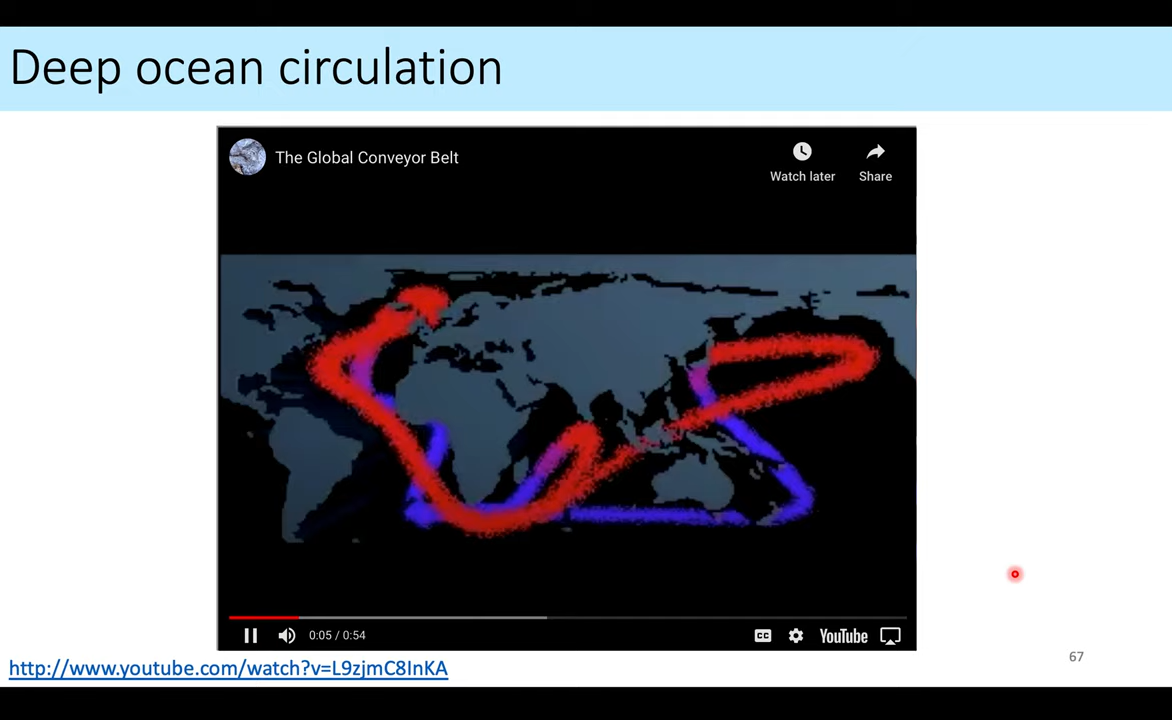 Deep ocean circulation
The Global Conveyor Belt
Watch later
Share
0:05 / 0:54
CC
YouTube
67
http://www.youtube.com/watch?v=L9zjmC8InKA